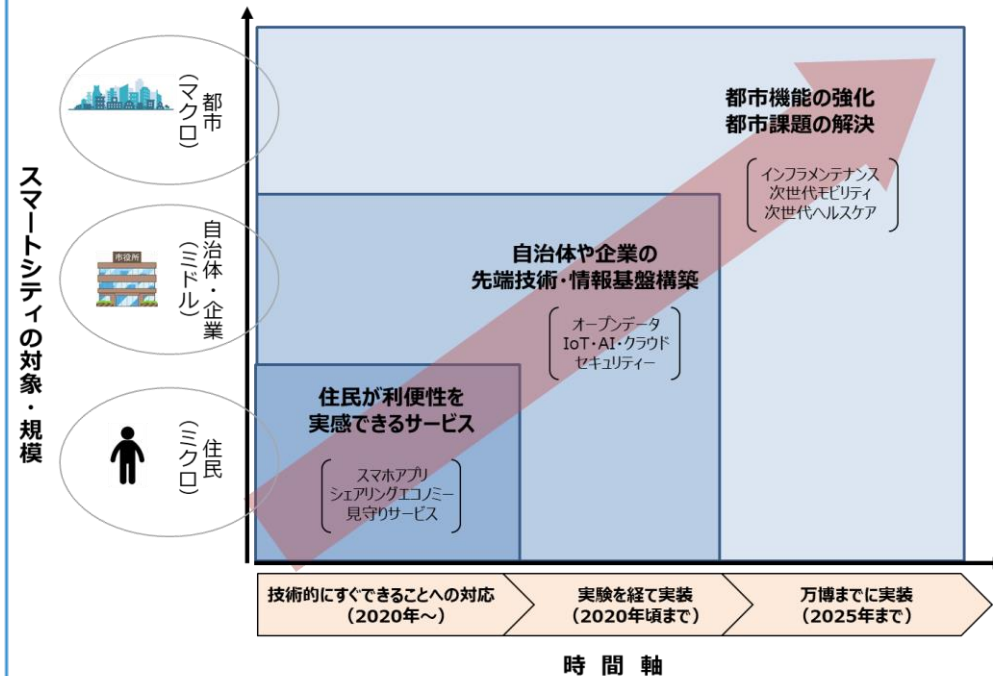 スマートシティの対象・規模
都市
（マクロ）
自治体・企業
（ミドル）
市役所
住民
（ミクロ）
都市機能の強化
都市課題の解決
インフラメンテナンス
次世代モビリティ
次世代ヘルスケア
自治体や企業の
先端技術・情報基盤構築
オープンデータ
IoT・AI・クラウド
セキュリティー
住民が利便性を
実感できるサービス
スマホアプリ
シェアリングエコノミー
見守りサービス
技術的にすぐできることへの対応
（2020年～）
実験を経て実装
（2020年頃まで）
万博までに実装
（2025年まで）
時 間 軸